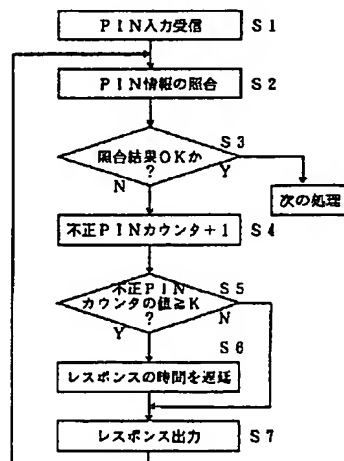 PIN入力受信 S1
PIN情報の照合 S2
S3
照合結果OKか
?
N Y
次の処理
不正PINカウンタ+1 S4
不正PIN S5
カウンタの値≧K
? N
Y
S6
レスポンスの時間を遅延
レスポンス出力 S7